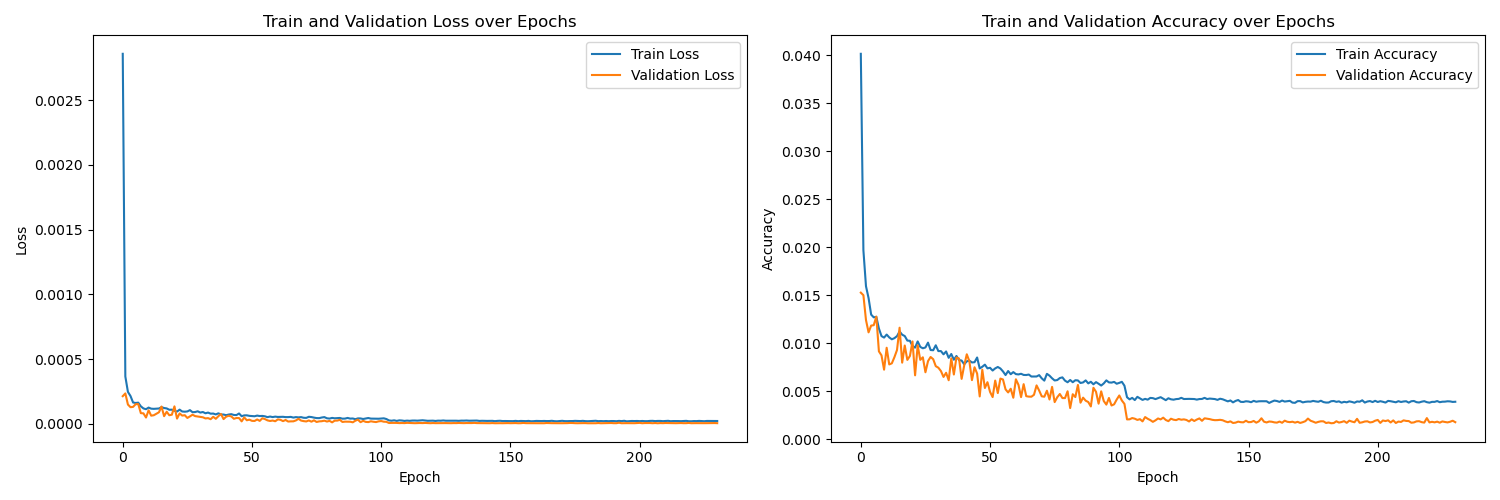 Train and Validation Loss over Epochs
Train Loss
Validation Loss
0.0025
0.0020
0.0015
0.0010
0.0005
0.0000
Loss
0
50
100
150
200
Epoch
Train and Validation Accuracy over Epochs
Train Accuracy
Validation Accuracy
0.040
0.035
0.030
0.025
0.020
0.015
0.010
0.005
0.000
Accuracy
0
50
100
150
200
Epoch